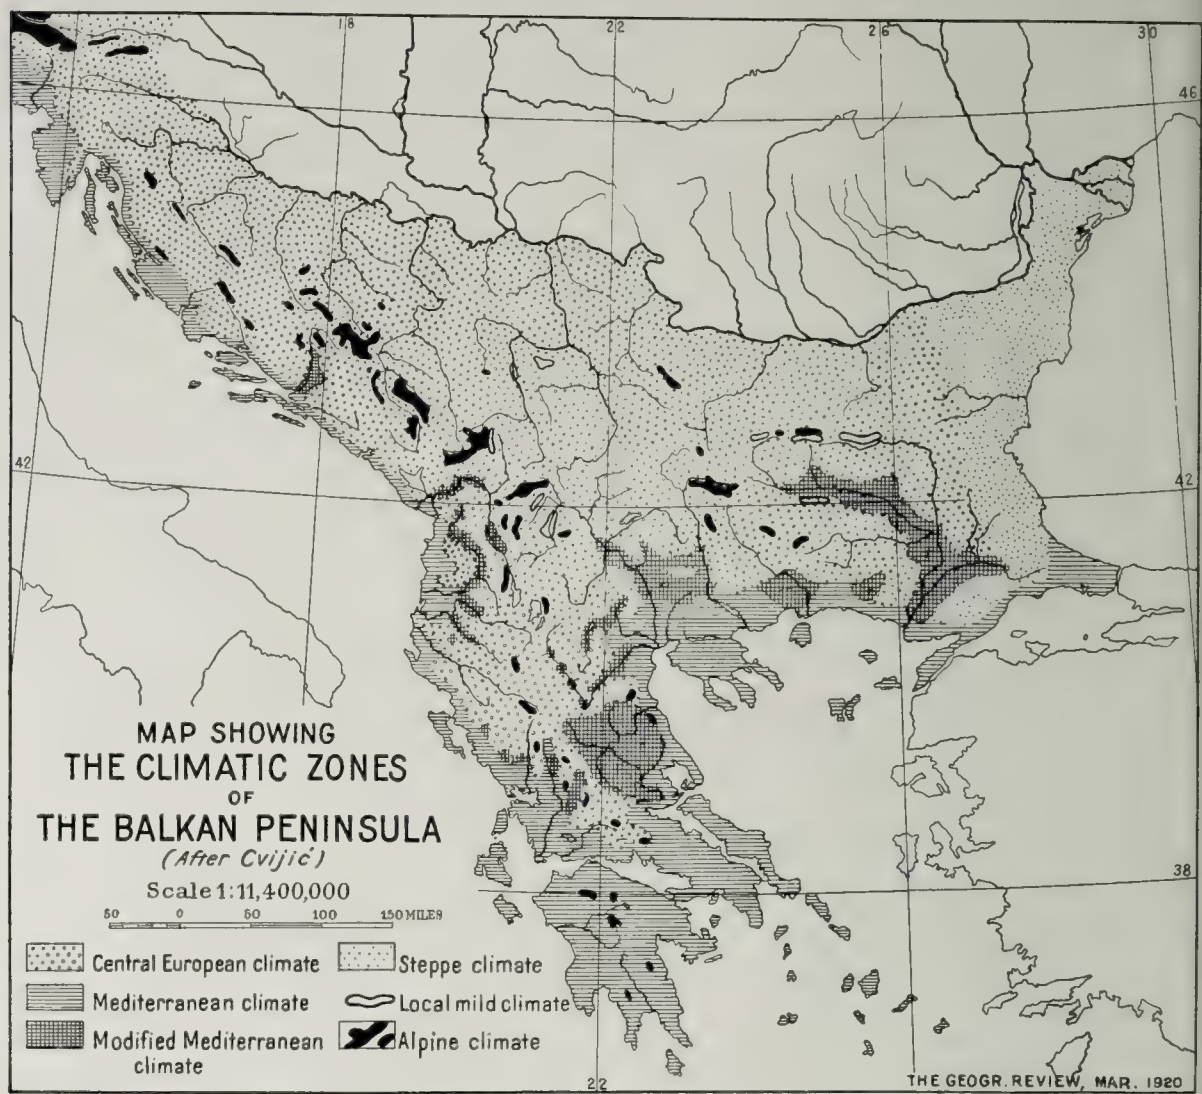 18 22 26 30
46
42 42
MAP SHOWING
THE CLIMATIC ZONES
OF
THE BALKAN PENINSULA
(After Cvijić)
Scale 1:11,400,000
50 0 50 100 150 MILES
38
Central European climate
Steppe climate
Mediterranean climate
Local mild climate
Modified Mediterranean
climate
Alpine climate
22
THE GEOGR. REVIEW, MAR. 1920